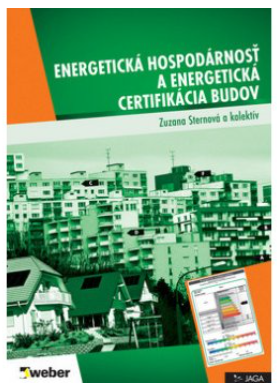 ENERGETICKÁ HOSPODÁRNOSŤ
A ENERGETICKÁ
CERTIFIKÁCIA BUDOV
Zuzana Sternová a kolektív
weber
JAGA